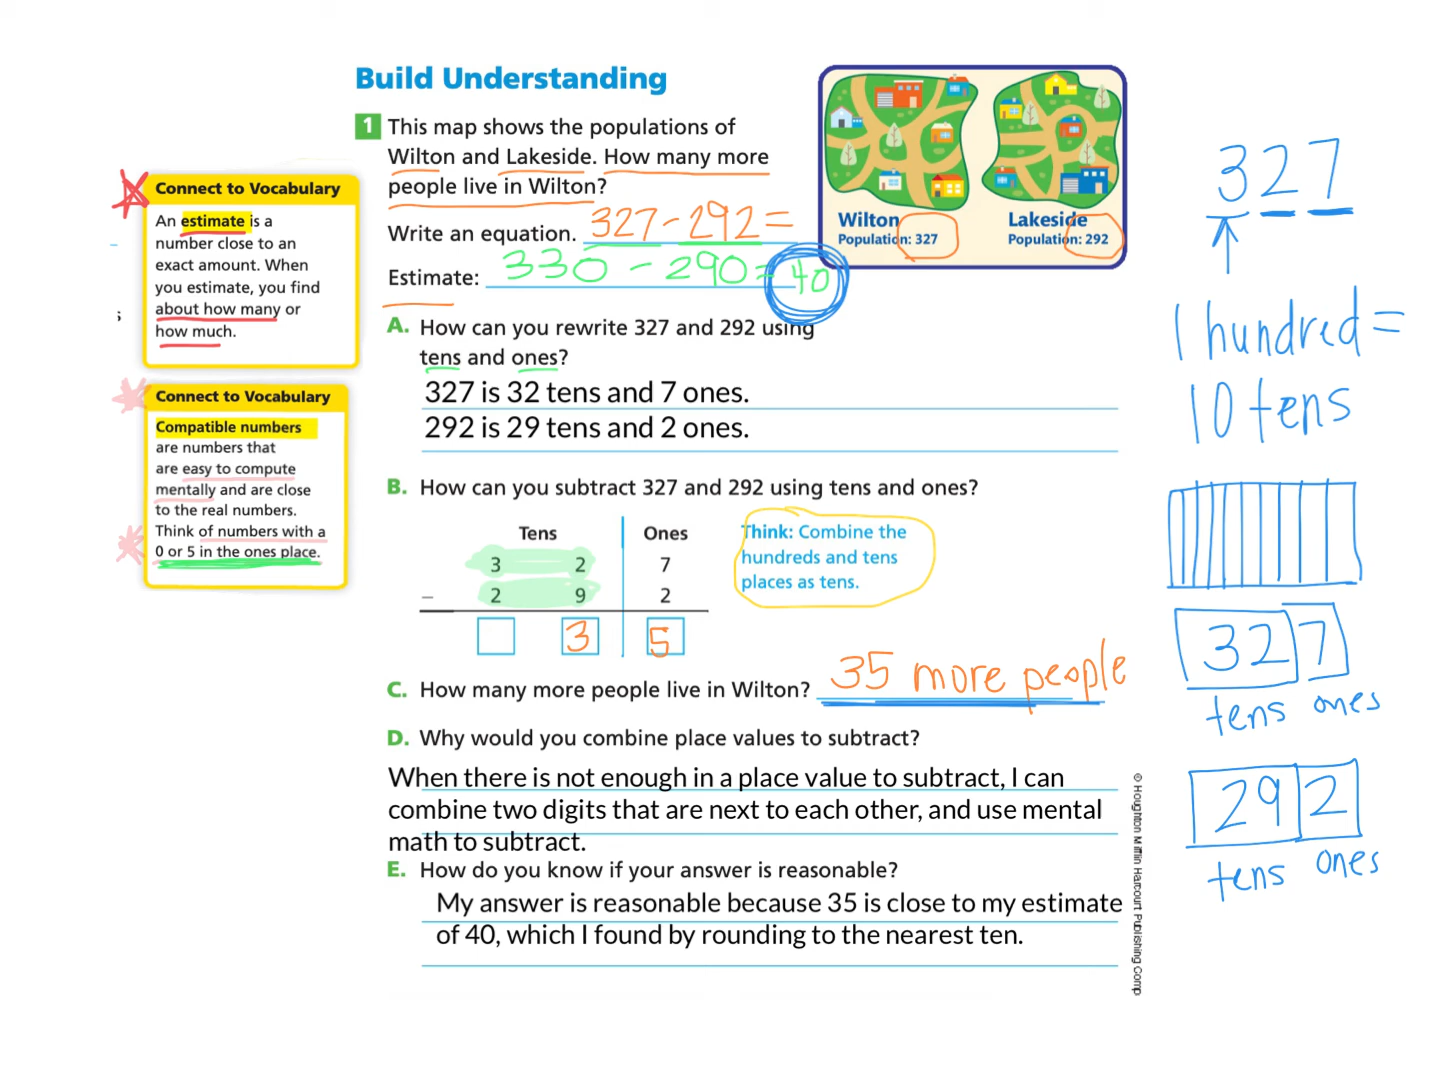 Build Understanding
1 This map shows the populations of
Wilton and Lakeside. How many more
people live in Wilton?
Write an equation. 327-292=
Estimate: 330-290=40
Wilton
Population: 327
Lakeside
Population: 292
Connect to Vocabulary
An estimate is a
number close to an
exact amount. When
you estimate, you find
about how many or
how much.
s
Connect to Vocabulary
Compatible numbers
are numbers that
are easy to compute
mentally and are close
to the real numbers.
Think of numbers with a
0 or 5 in the ones place.
A. How can you rewrite 327 and 292 using
tens and ones?
327 is 32 tens and 7 ones.
292 is 29 tens and 2 ones.
B. How can you subtract 327 and 292 using tens and ones?
Tens Ones
3 2 7
– 2 9 2
3 5
Think: Combine the
hundreds and tens
places as tens.
C. How many more people live in Wilton? 35 more people
D. Why would you combine place values to subtract?
When there is not enough in a place value to subtract, I can
combine two digits that are next to each other, and use mental
math to subtract.
E. How do you know if your answer is reasonable?
My answer is reasonable because 35 is close to my estimate
of 40, which I found by rounding to the nearest ten.
© Houghton Mifflin Harcourt Publishing Comp
327
1 hundred =
10 tens
32 7
tens ones
29 2
tens ones